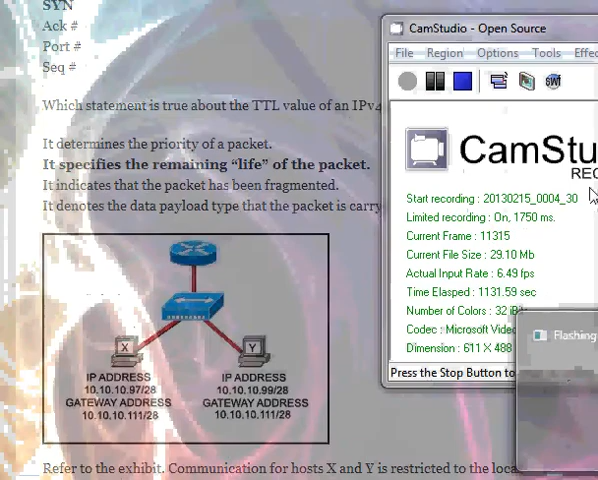 SYN
Ack #
Port #
Seq #
Which statement is true about the TTL value of an IPv4
It determines the priority of a packet.
It specifies the remaining “life” of the packet.
It indicates that the packet has been fragmented.
It denotes the data payload type that the packet is carry
X
Y
IP ADDRESS
10.10.10.97/28
GATEWAY ADDRESS
10.10.10.111/28
IP ADDRESS
10.10.10.99/28
GATEWAY ADDRESS
10.10.10.111/28
Refer to the exhibit. Communication for hosts X and Y is restricted to the loca
CamStudio - Open Source
File Region Options Tools Effec
SWF
CamStu
REC
Start recording : 20130215_0004_30
Limited recording : On, 1750 ms.
Current Frame : 11315
Current File Size : 29.10 Mb
Actual Input Rate : 6.49 fps
Time Elasped : 1131.59 sec
Number of Colors : 32 Bit
Codec : Microsoft Video
Dimension : 611 X 488
Press the Stop Button to
Flashing